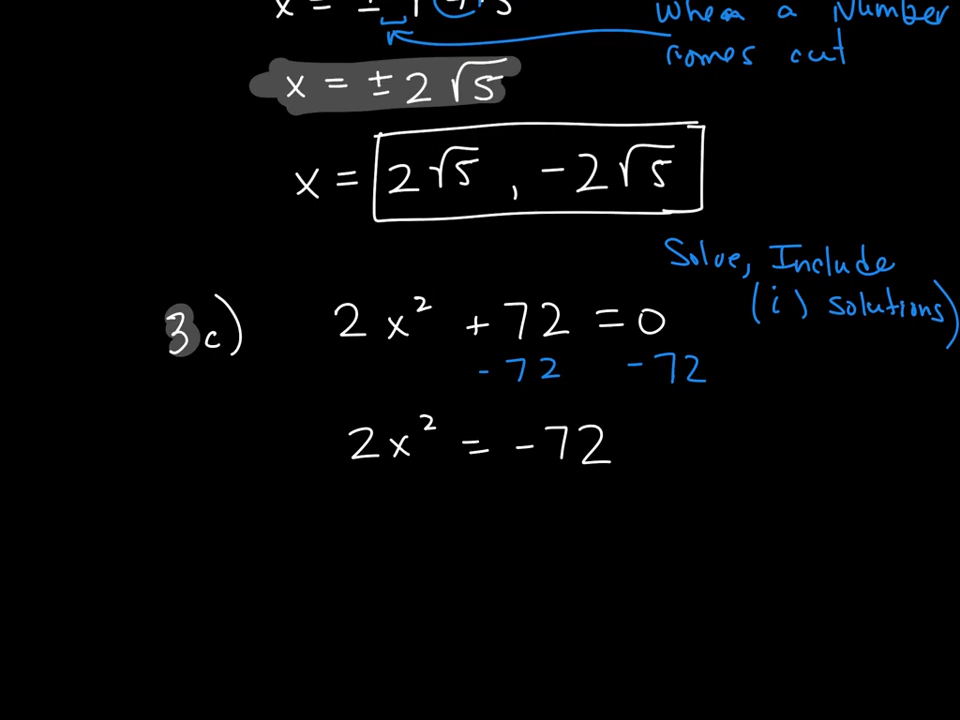 x = ±
when a Number
comes out
x = ± 2 √5
x = 2√5 , -2√5
Solve, Include
(i) solutions)
3c) 2x² + 72 = 0
-72 -72
2x² = -72